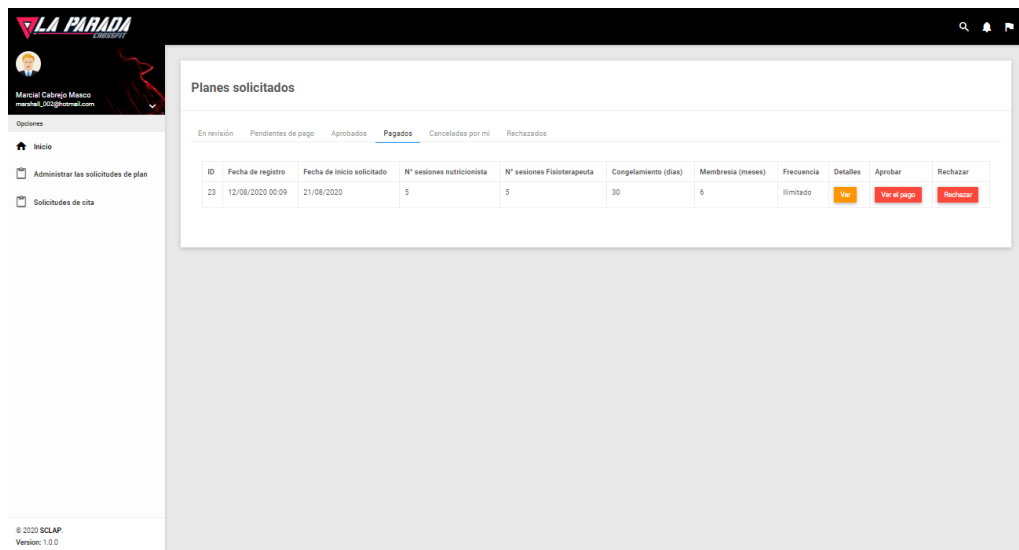 LA PARADA
CROSSFIT
Marcial Cabrejo Masco
marshall_002@hotmail.com
Opciones
Inicio
Administrar las solicitudes de plan
Solicitudes de cita
© 2020 SCLAP.
Version: 1.0.0
Planes solicitados
En revisión Pendientes de pago Aprobados Pagados Canceladas por mi Rechazados
ID Fecha de registro Fecha de inicio solicitado N° sesiones nutricionista N° sesiones Fisioterapeuta Congelamiento (días) Membresia (meses) Frecuencia Detalles Aprobar Rechazar
23 12/08/2020 00:09 21/08/2020 5 5 30 6 Ilimitado Ver Ver el pago Rechazar